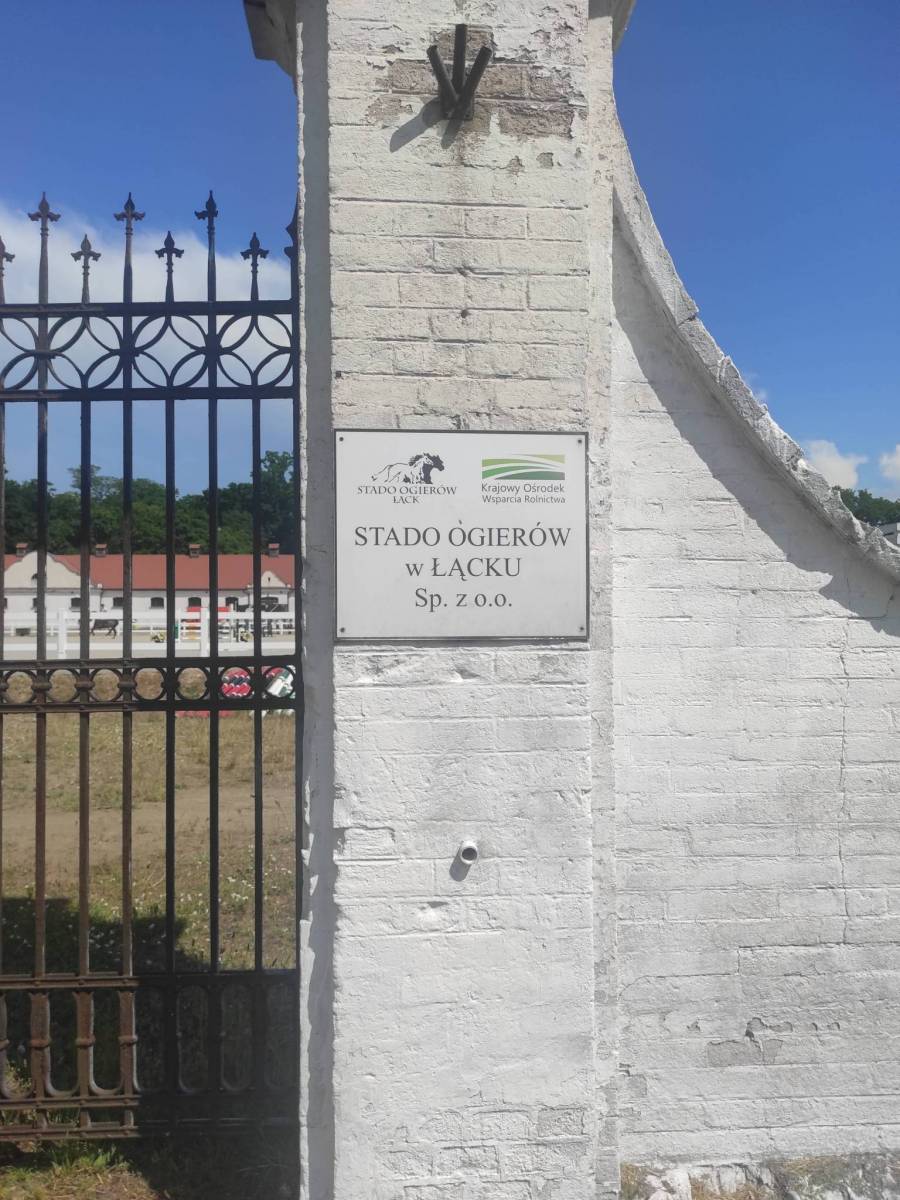 STADO OGIERÓW
ŁĄCK
Krajowy Ośrodek
Wsparcia Rolnictwa
STADO OGIERÓW
w ŁĄCKU
Sp. z o.o.